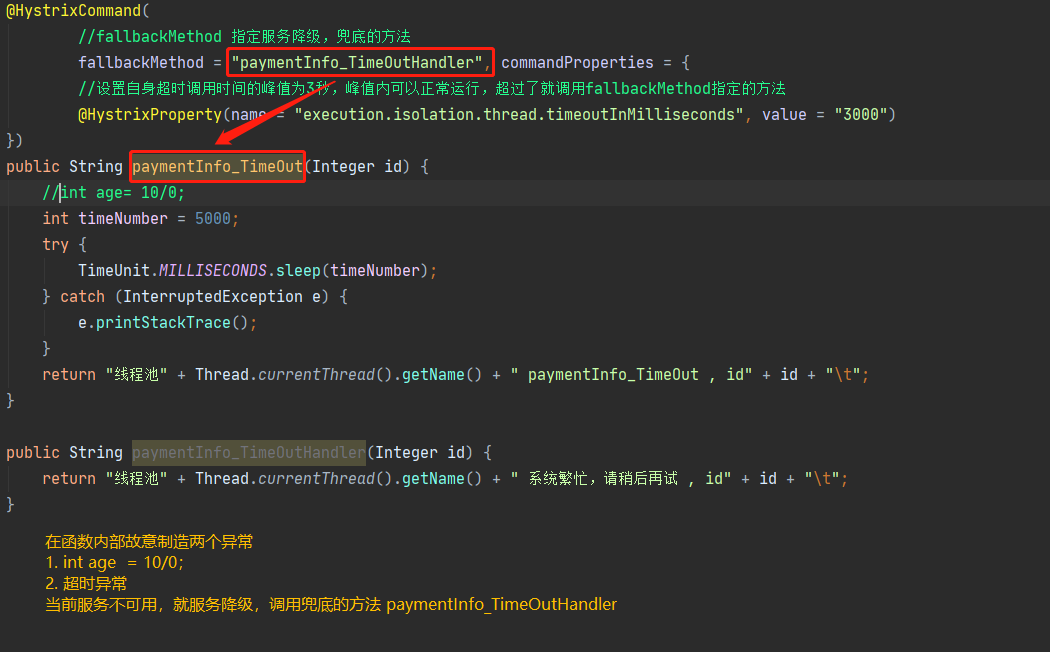 @HystrixCommand(
//fallbackMethod 指定服务降级，兜底的方法
fallbackMethod = "paymentInfo_TimeOutHandler", commandProperties = {
//设置自身超时调用时间的峰值为3秒，峰值内可以正常运行，超过了就调用fallbackMethod指定的方法
@HystrixProperty(name = "execution.isolation.thread.timeoutInMilliseconds", value = "3000")
})
public String paymentInfo_TimeOut(Integer id) {
//int age= 10/0;
int timeNumber = 5000;
try {
TimeUnit.MILLISECONDS.sleep(timeNumber);
} catch (InterruptedException e) {
e.printStackTrace();
}
return "线程池" + Thread.currentThread().getName() + " paymentInfo_TimeOut , id" + id + "\t";
}
public String paymentInfo_TimeOutHandler(Integer id) {
return "线程池" + Thread.currentThread().getName() + " 系统繁忙，请稍后再试 , id" + id + "\t";
}
在函数内部故意制造两个异常
1. int age  = 10/0;
2. 超时异常
当前服务不可用，就服务降级，调用兜底的方法 paymentInfo_TimeOutHandler